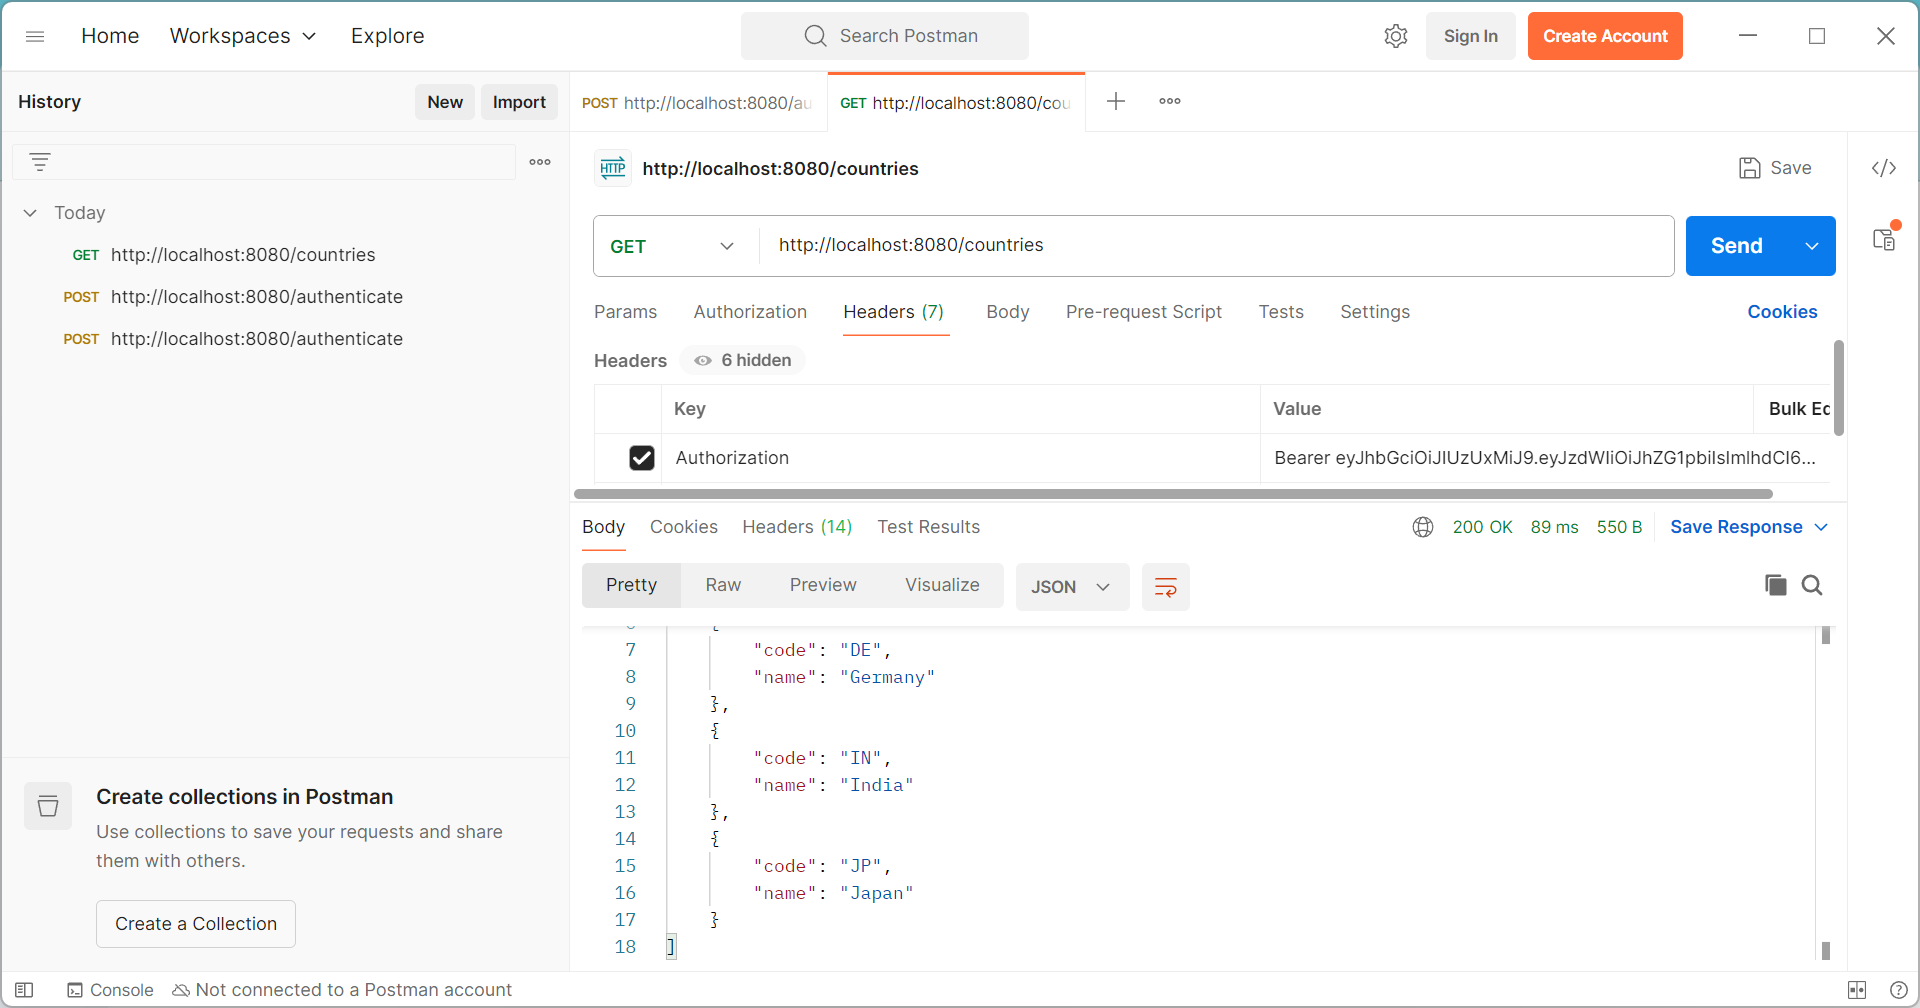 Home Workspaces Explore Search Postman Sign In Create Account
History New Import
POST http://localhost:8080/au GET http://localhost:8080/cou
HTTP http://localhost:8080/countries Save
Today
GET http://localhost:8080/countries
POST http://localhost:8080/authenticate
POST http://localhost:8080/authenticate
GET http://localhost:8080/countries Send
Params Authorization Headers (7) Body Pre-request Script Tests Settings Cookies
Headers 6 hidden
Key Value Bulk Ed
Authorization Bearer eyJhbGciOiJIUzUxMiJ9.eyJzdWIiOiJhZG1pbiIsImlhdCI6...
Body Cookies Headers (14) Test Results 200 OK 89 ms 550 B Save Response
Pretty Raw Preview Visualize JSON
7 "code": "DE",
8 "name": "Germany"
9 },
10 {
11 "code": "IN",
12 "name": "India"
13 },
14 {
15 "code": "JP",
16 "name": "Japan"
17 }
18 ]
Create collections in Postman
Use collections to save your requests and share
them with others.
Create a Collection
Console Not connected to a Postman account